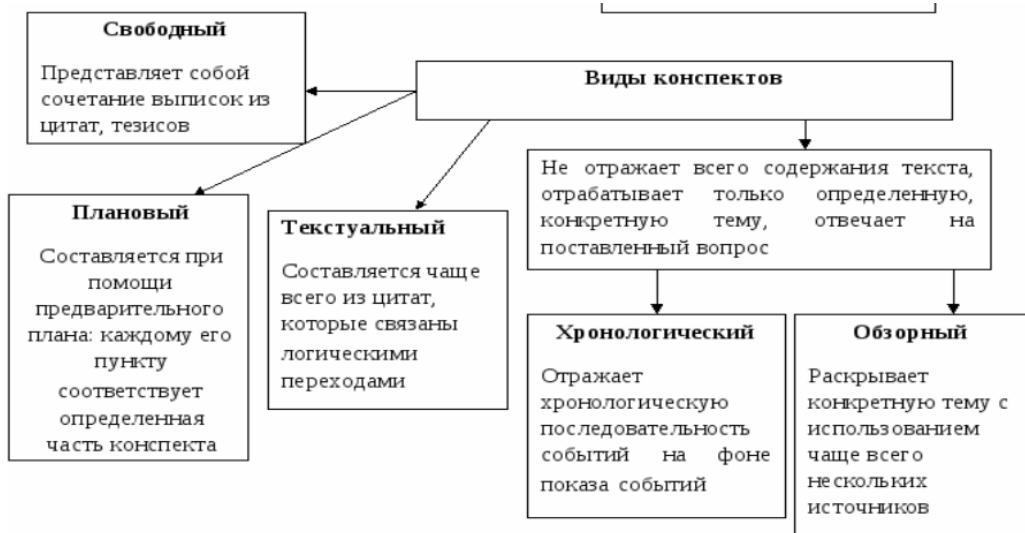 Свободный
Представляет собой
сочетание выписок из
цитат, тезисов
Виды конспектов
Не отражает всего содержания текста,
отрабатывает только определенную,
конкретную тему, отвечает на
поставленный вопрос
Плановый
Составляется при
помощи
предварительного
плана: каждому его
пункту
соответствует
определенная
часть конспекта
Текстуальный
Составляется чаще
всего из цитат,
которые связаны
логическими
переходами
Хронологический
Отражает
хронологическую
последовательность
событий на фоне
показа событий
Обзорный
Раскрывает
конкретную тему с
использованием
чаще всего
нескольких
источников